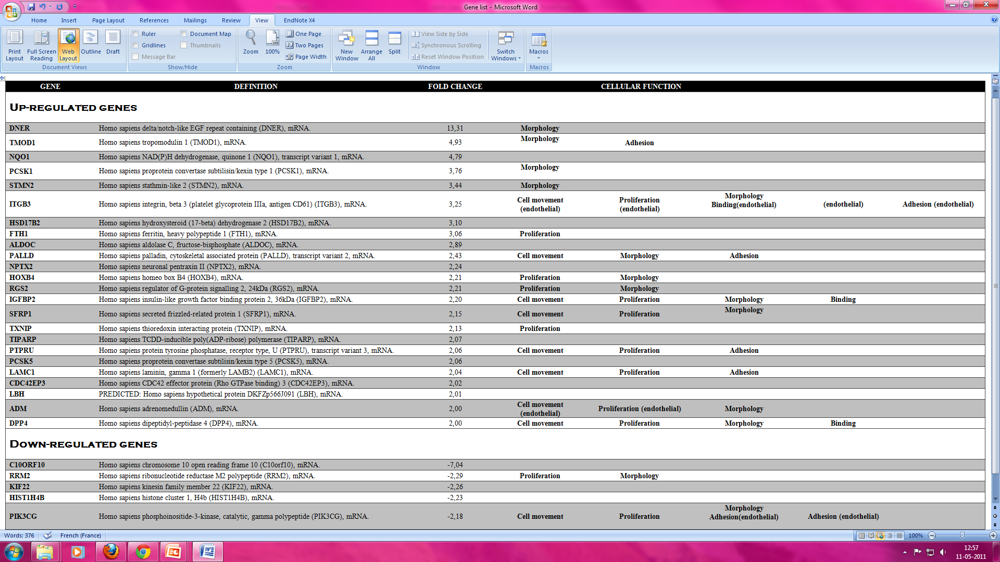 Gene list - Microsoft Word
Home Insert Page Layout References Mailings Review View EndNote X4
Print Layout Full Screen Reading Web Layout Outline Draft
Document Views
Ruler Gridlines Message Bar Document Map Thumbnails
Show/Hide
Zoom 100% One Page Two Pages Page Width
Zoom
New Window Arrange All Split View Side by Side Synchronous Scrolling Reset Window Position Switch Windows
Window
Macros
Macros
GENE DEFINITION FOLD CHANGE CELLULAR FUNCTION
UP-REGULATED GENES
DNER Homo sapiens delta/notch-like EGF repeat containing (DNER), mRNA. 13,31 Morphology
TMOD1 Homo sapiens tropomodulin 1 (TMOD1), mRNA. 4,93 Morphology Adhesion
NQO1 Homo sapiens NAD(P)H dehydrogenase, quinone 1 (NQO1), transcript variant 1, mRNA. 4,79
PCSK1 Homo sapiens proprotein convertase subtilisin/kexin type 1 (PCSK1), mRNA. 3,76 Morphology
STMN2 Homo sapiens stathmin-like 2 (STMN2), mRNA. 3,44 Morphology
ITGB3 Homo sapiens integrin, beta 3 (platelet glycoprotein IIIa, antigen CD61) (ITGB3), mRNA. 3,25 Cell movement (endothelial) Proliferation (endothelial) Morphology Binding(endothelial) (endothelial) Adhesion (endothelial)
HSD17B2 Homo sapiens hydroxysteroid (17-beta) dehydrogenase 2 (HSD17B2), mRNA. 3,10
FTH1 Homo sapiens ferritin, heavy polypeptide 1 (FTH1), mRNA. 3,06 Proliferation
ALDOC Homo sapiens aldolase C, fructose-bisphosphate (ALDOC), mRNA. 2,89
PALLD Homo sapiens palladin, cytoskeletal associated protein (PALLD), transcript variant 2, mRNA. 2,43 Cell movement Morphology Adhesion
NPTX2 Homo sapiens neuronal pentraxin II (NPTX2), mRNA. 2,24
HOXB4 Homo sapiens homeo box B4 (HOXB4), mRNA. 2,21 Proliferation Morphology
RGS2 Homo sapiens regulator of G-protein signalling 2, 24kDa (RGS2), mRNA. 2,21 Proliferation Morphology
IGFBP2 Homo sapiens insulin-like growth factor binding protein 2, 36kDa (IGFBP2), mRNA. 2,20 Cell movement Proliferation Morphology Binding
SFRP1 Homo sapiens secreted frizzled-related protein 1 (SFRP1), mRNA. 2,15 Cell movement Proliferation Morphology
TXNIP Homo sapiens thioredoxin interacting protein (TXNIP), mRNA. 2,13 Proliferation
TIPARP Homo sapiens TCDD-inducible poly(ADP-ribose) polymerase (TIPARP), mRNA. 2,07
PTPRU Homo sapiens protein tyrosine phosphatase, receptor type, U (PTPRU), transcript variant 3, mRNA. 2,06 Cell movement Proliferation Adhesion
PCSK5 Homo sapiens proprotein convertase subtilisin/kexin type 5 (PCSK5), mRNA. 2,06
LAMC1 Homo sapiens laminin, gamma 1 (formerly LAMB2) (LAMC1), mRNA. 2,04 Cell movement Proliferation Adhesion
CDC42EP3 Homo sapiens CDC42 effector protein (Rho GTPase binding) 3 (CDC42EP3), mRNA. 2,02
LBH PREDICTED: Homo sapiens hypothetical protein DKFZp566J091 (LBH), mRNA. 2,01
ADM Homo sapiens adrenomedullin (ADM), mRNA. 2,00 Cell movement (endothelial) Proliferation (endothelial) Morphology
DPP4 Homo sapiens dipeptidyl-peptidase 4 (DPP4), mRNA. 2,00 Cell movement Proliferation Morphology Binding
DOWN-REGULATED GENES
C10ORF10 Homo sapiens chromosome 10 open reading frame 10 (C10orf10), mRNA. -7,04
RRM2 Homo sapiens ribonucleotide reductase M2 polypeptide (RRM2), mRNA. -2,29 Proliferation Morphology
KIF22 Homo sapiens kinesin family member 22 (KIF22), mRNA. -2,26
HIST1H4B Homo sapiens histone cluster 1, H4b (HIST1H4B), mRNA. -2,23
PIK3CG Homo sapiens phosphoinositide-3-kinase, catalytic, gamma polypeptide (PIK3CG), mRNA. -2,18 Cell movement Proliferation Morphology Adhesion(endothelial) Adhesion (endothelial)
Words: 376 French (France) 100%
12:57
11-05-2011